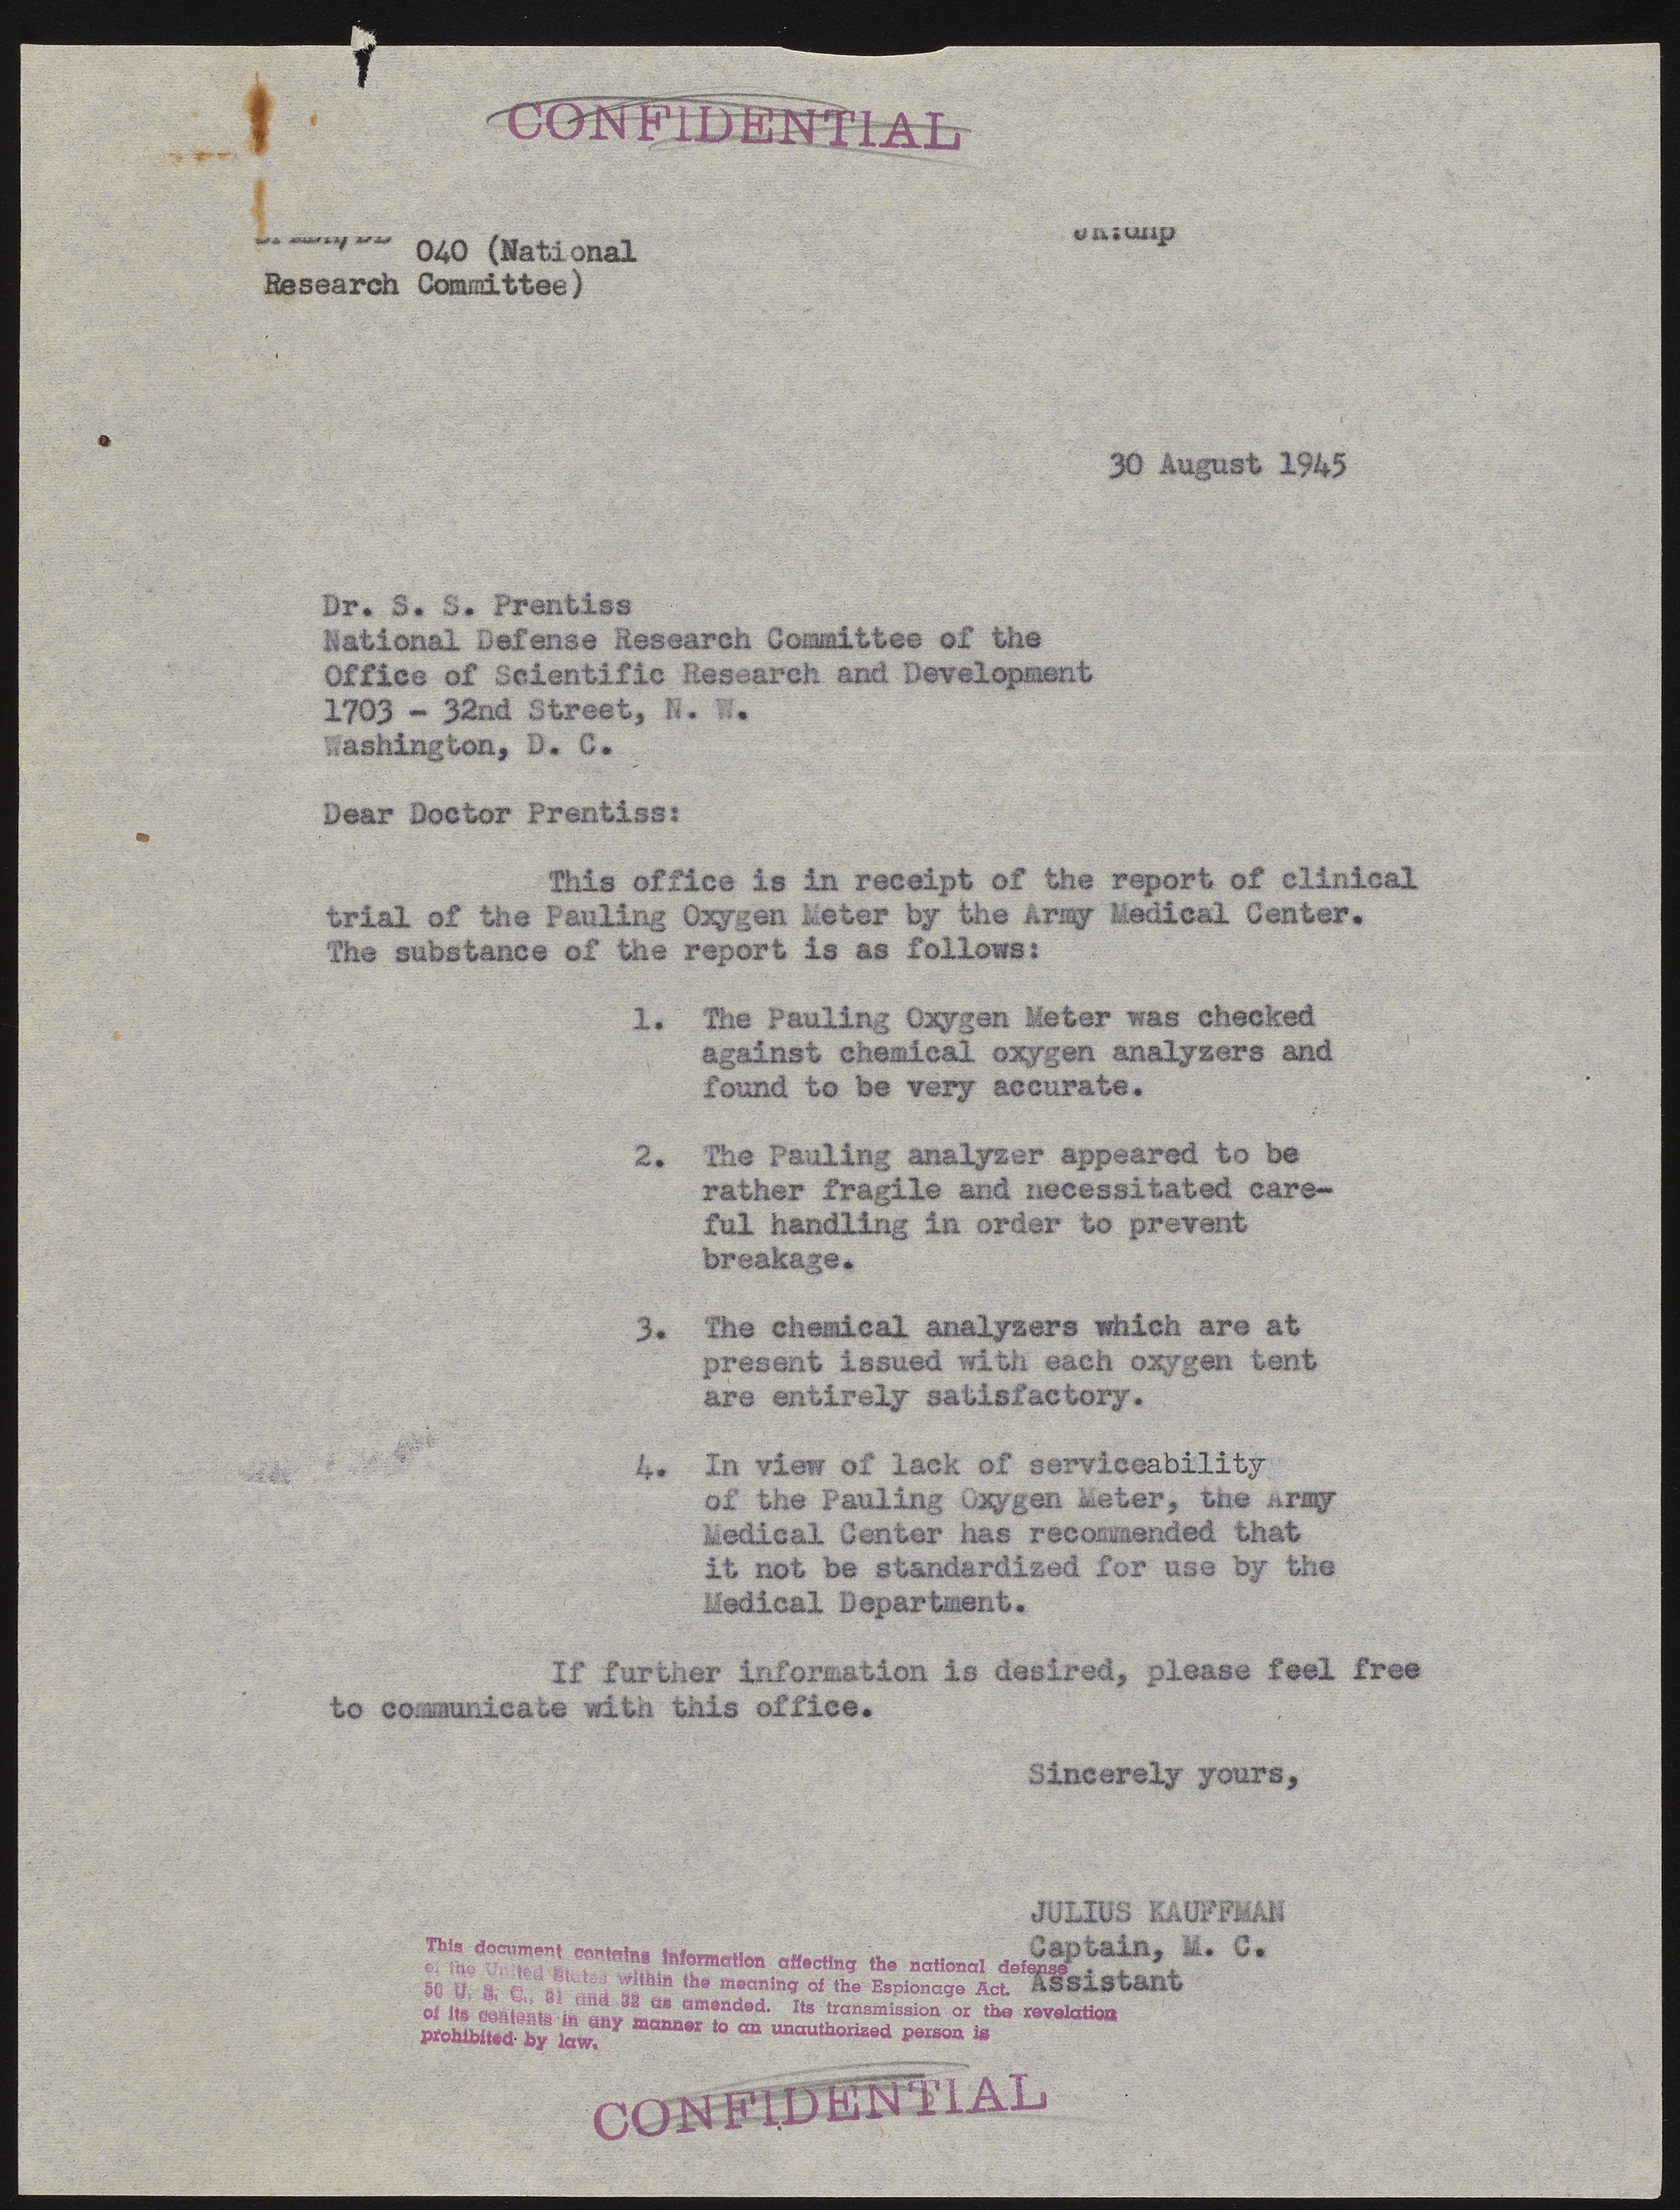 CONFIDENTIAL
040 (National
Research Committee)
30 August 1945
Dr. S. S. Prentiss
National Defense Research Committee of the
Office of Scientific Research and Development
1703 - 32nd Street, N. W.
Washington, D. C.
Dear Doctor Prentiss:
This office is in receipt of the report of clinical
trial of the Pauling Oxygen Meter by the Army Medical Center.
The substance of the report is as follows:
1. The Pauling Oxygen Meter was checked
against chemical oxygen analyzers and
found to be very accurate.
2. The Pauling analyzer appeared to be
rather fragile and necessitated care-
ful handling in order to prevent
breakage.
3. The chemical analyzers which are at
present issued with each oxygen tent
are entirely satisfactory.
4. In view of lack of serviceability
of the Pauling Oxygen Meter, the Army
Medical Center has recommended that
it not be standardized for use by the
Medical Department.
If further information is desired, please feel free
to communicate with this office.
Sincerely yours,
JULIUS KAUFFMAN
Captain, M. C.
Assistant
This document contains information affecting the national defense
of the United States within the meaning of the Espionage Act.
50 U. S. C., 31 and 32 as amended. Its transmission or the revelation
of its contents in any manner to an unauthorized person is
prohibited by law.
CONFIDENTIAL